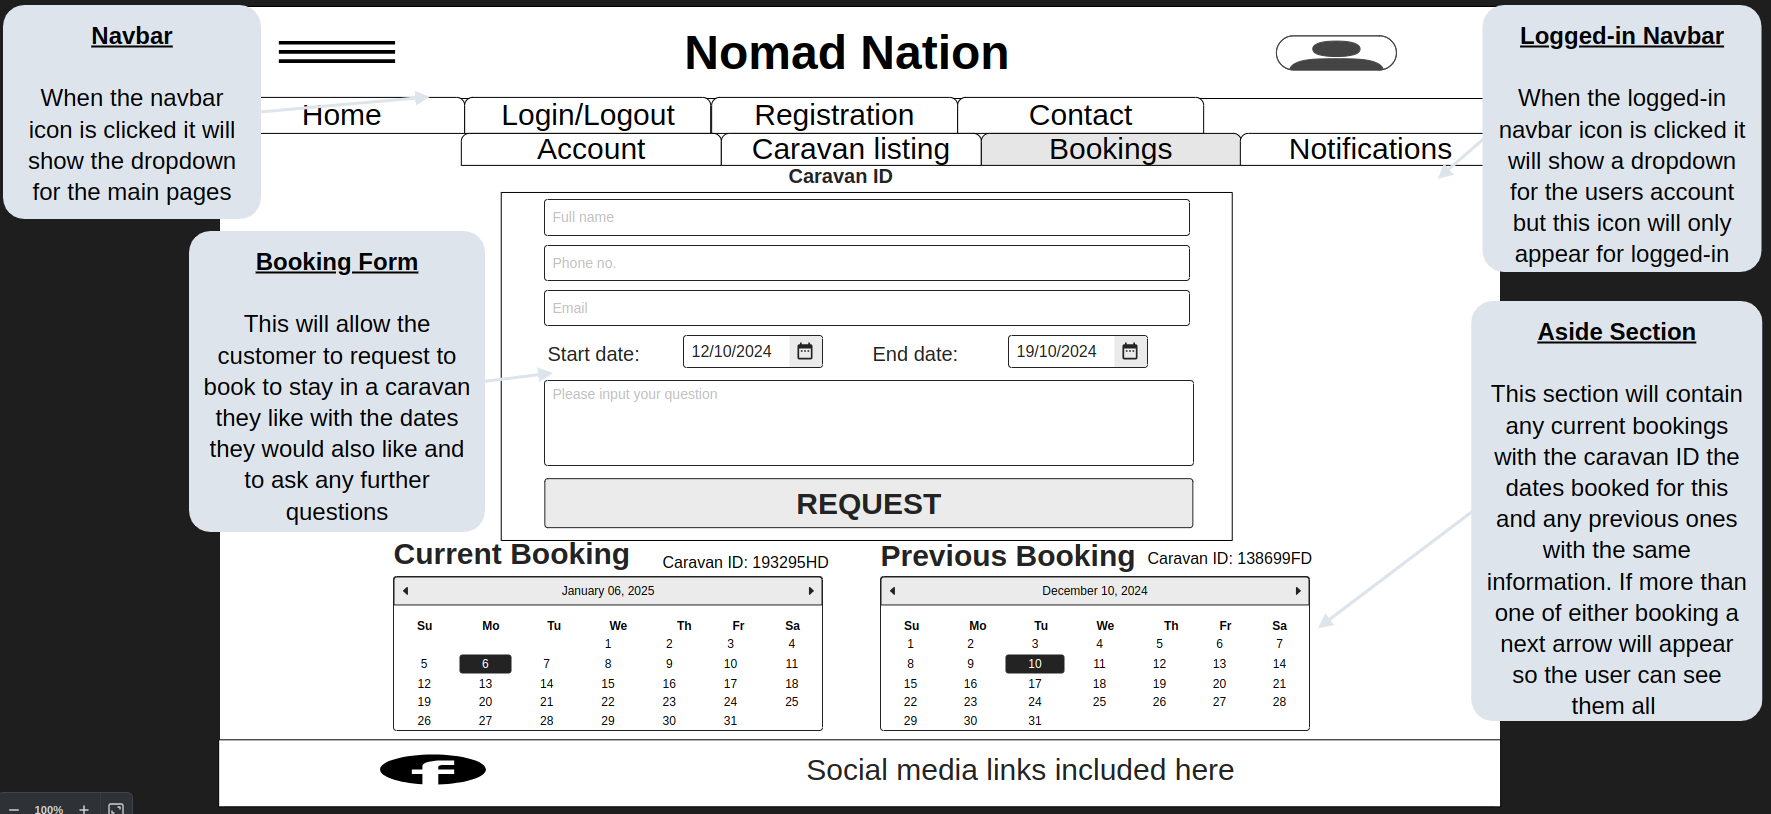 Navbar
When the navbar
icon is clicked it will
show the dropdown
for the main pages
Nomad Nation
Home Login/Logout Registration Contact
Account Caravan listing Bookings Notifications
Logged-in Navbar
When the logged-in
navbar icon is clicked it
will show a dropdown
for the users account
but this icon will only
appear for logged-in
Caravan ID
Full name
Phone no.
Email
Start date: 12/10/2024 End date: 19/10/2024
Please input your question
REQUEST
Booking Form
This will allow the
customer to request to
book to stay in a caravan
they like with the dates
they would also like and
to ask any further
questions
Aside Section
This section will contain
any current bookings
with the caravan ID the
dates booked for this
and any previous ones
with the same
information. If more than
one of either booking a
next arrow will appear
so the user can see
them all
Current Booking Caravan ID: 193295HD
January 06, 2025
Su Mo Tu We Th Fr Sa
1 2 3 4
5 6 7 8 9 10 11
12 13 14 15 16 17 18
19 20 21 22 23 24 25
26 27 28 29 30 31
Previous Booking Caravan ID: 138699FD
December 10, 2024
Su Mo Tu We Th Fr Sa
1 2 3 4 5 6 7
8 9 10 11 12 13 14
15 16 17 18 19 20 21
22 23 24 25 26 27 28
29 30 31
f Social media links included here
100%